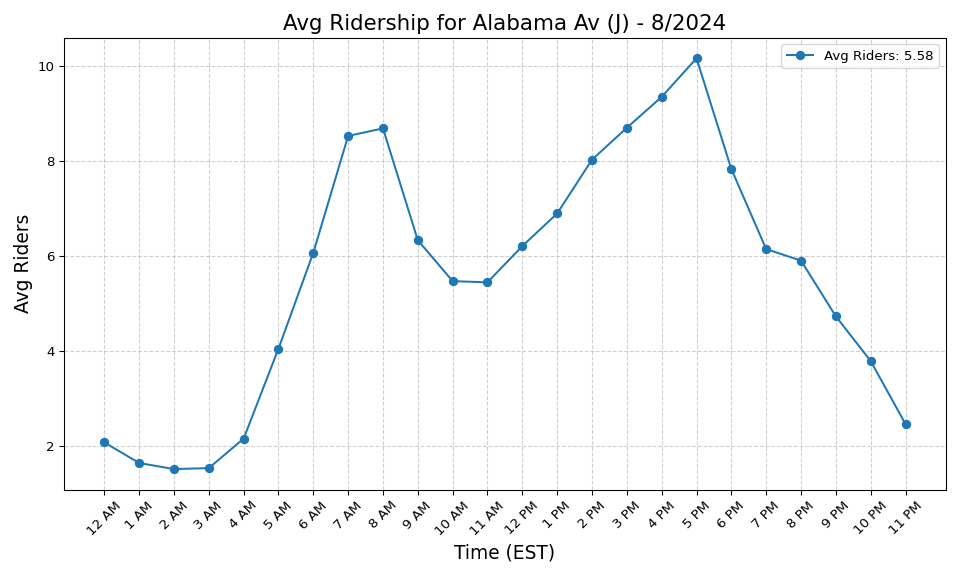 Avg Ridership for Alabama Av (J) - 8/2024
Avg Riders: 5.58
Avg Riders
10
8
6
4
2
12 AM 1 AM 2 AM 3 AM 4 AM 5 AM 6 AM 7 AM 8 AM 9 AM 10 AM 11 AM 12 PM 1 PM 2 PM 3 PM 4 PM 5 PM 6 PM 7 PM 8 PM 9 PM 10 PM 11 PM
Time (EST)